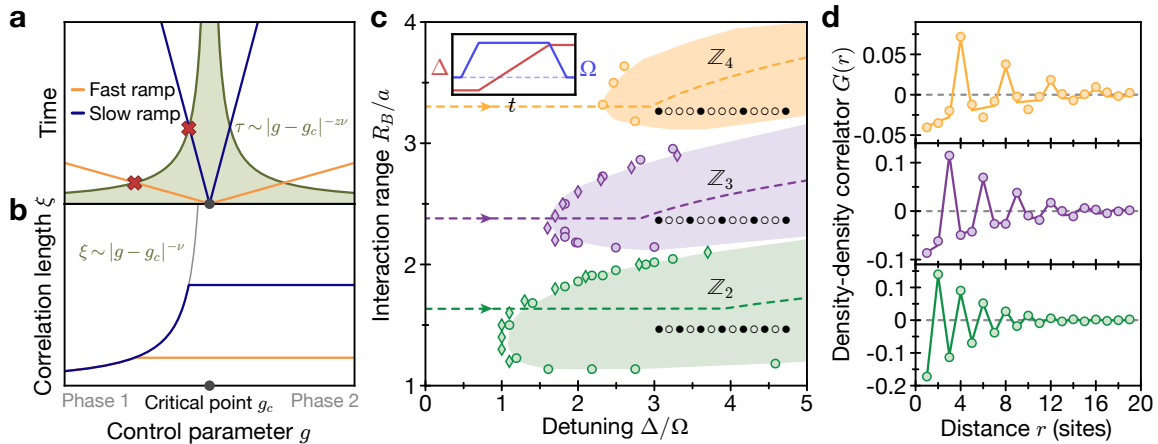 a
Time
Fast ramp
Slow ramp
τ ∼ |g − g_c|^{−zν}
b
Correlation length ξ
ξ ∼ |g − g_c|^{−ν}
Phase 1
Critical point g_c
Phase 2
Control parameter g
c
Interaction range R_B/a
4
3
2
1
Δ
Ω
t
ℤ_4
ℤ_3
ℤ_2
0
1
2
3
4
5
Detuning Δ/Ω
d
Density-density correlator G(r)
0.05
0
-0.05
0.1
0
-0.1
0.1
0
-0.1
-0.2
0
4
8
12
16
20
Distance r (sites)